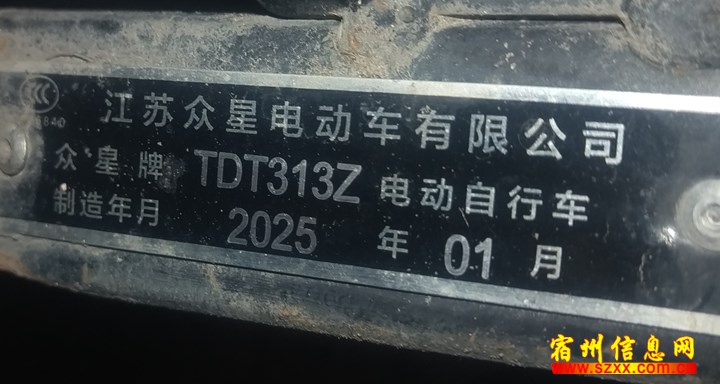 江苏众星电动车有限公司
众星牌 TDT313Z 电动自行车
制造年月 2025 年 01 月
宿州信息网
www.szxx.com.cn